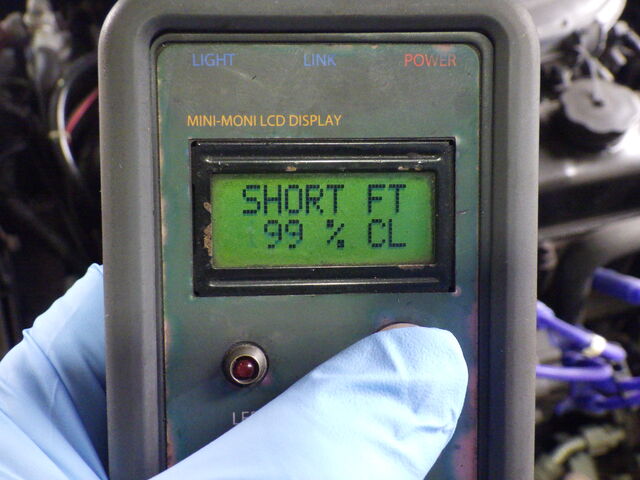 LIGHT LINK POWER
MINI-MONI LCD DISPLAY
SHORT FT
99 % CL